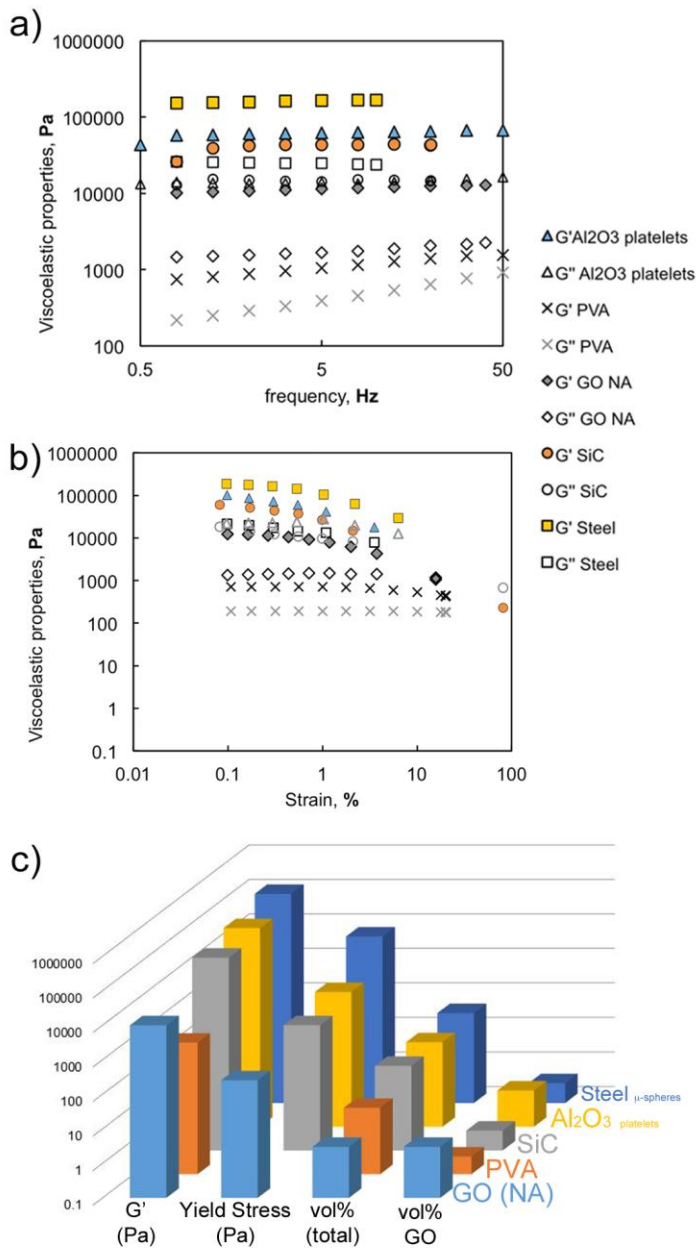 a)
1000000
100000
10000
1000
100
Viscoelastic properties, Pa
0.5
5
50
frequency, Hz
G'Al2O3 platelets
G'' Al2O3 platelets
G' PVA
G'' PVA
G' GO NA
G'' GO NA
G' SiC
G'' SiC
G' Steel
G'' Steel
b)
1000000
100000
10000
1000
100
10
1
0.1
Viscoelastic properties, Pa
0.01
0.1
1
10
100
Strain, %
c)
1000000
100000
10000
1000
100
10
1
0.1
Steel μ-spheres
Al2O3 platelets
SiC
PVA
GO (NA)
G' Yield Stress vol% vol%
(Pa) (Pa) (total) GO